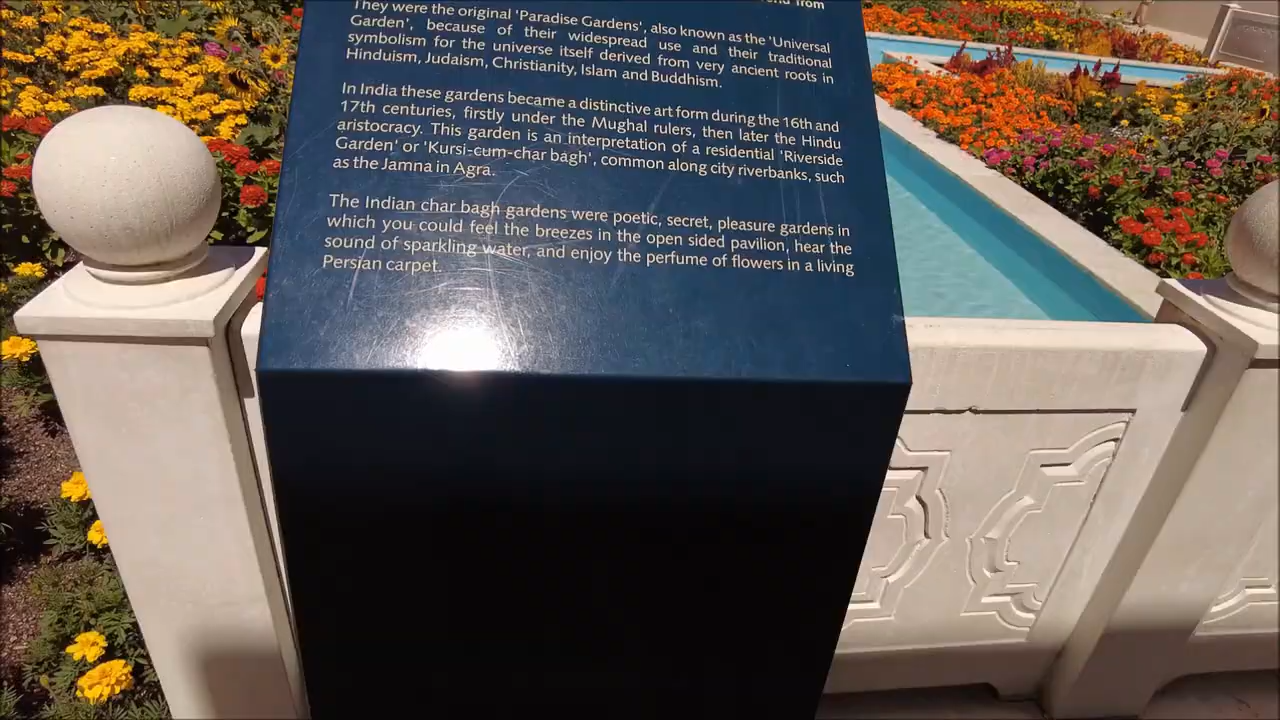 from
They were the original 'Paradise Gardens', also known as the 'Universal
Garden', because of their widespread use and their traditional
symbolism for the universe itself derived from very ancient roots in
Hinduism, Judaism, Christianity, Islam and Buddhism.
In India these gardens became a distinctive art form during the 16th and
17th centuries, firstly under the Mughal rulers, then later the Hindu
aristocracy. This garden is an interpretation of a residential 'Riverside
Garden' or 'Kursi-cum-char bagh', common along city riverbanks, such
as the Jamna in Agra.
The Indian char bagh gardens were poetic, secret, pleasure gardens in
which you could feel the breezes in the open sided pavilion, hear the
sound of sparkling water, and enjoy the perfume of flowers in a living
Persian carpet.